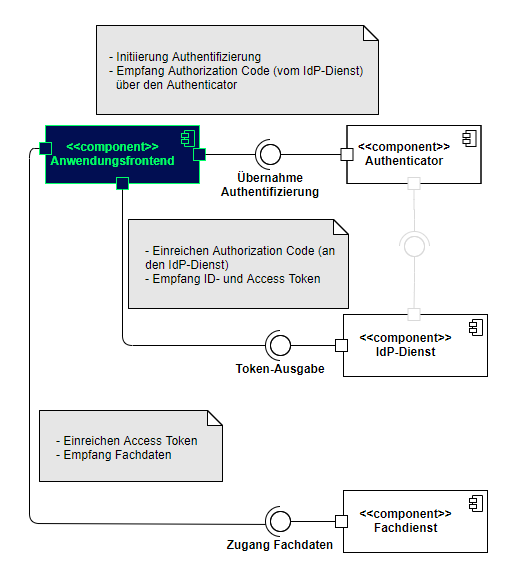 - Initiierung Authentifizierung
- Empfang Authorization Code (vom IdP-Dienst)
über den Authenticator
<<component>>
Anwendungsfrontend
<<component>>
Authenticator
Übernahme
Authentifizierung
- Einreichen Authorization Code (an
den IdP-Dienst)
- Empfang ID- und Access Token
<<component>>
IdP-Dienst
Token-Ausgabe
- Einreichen Access Token
- Empfang Fachdaten
<<component>>
Fachdienst
Zugang Fachdaten